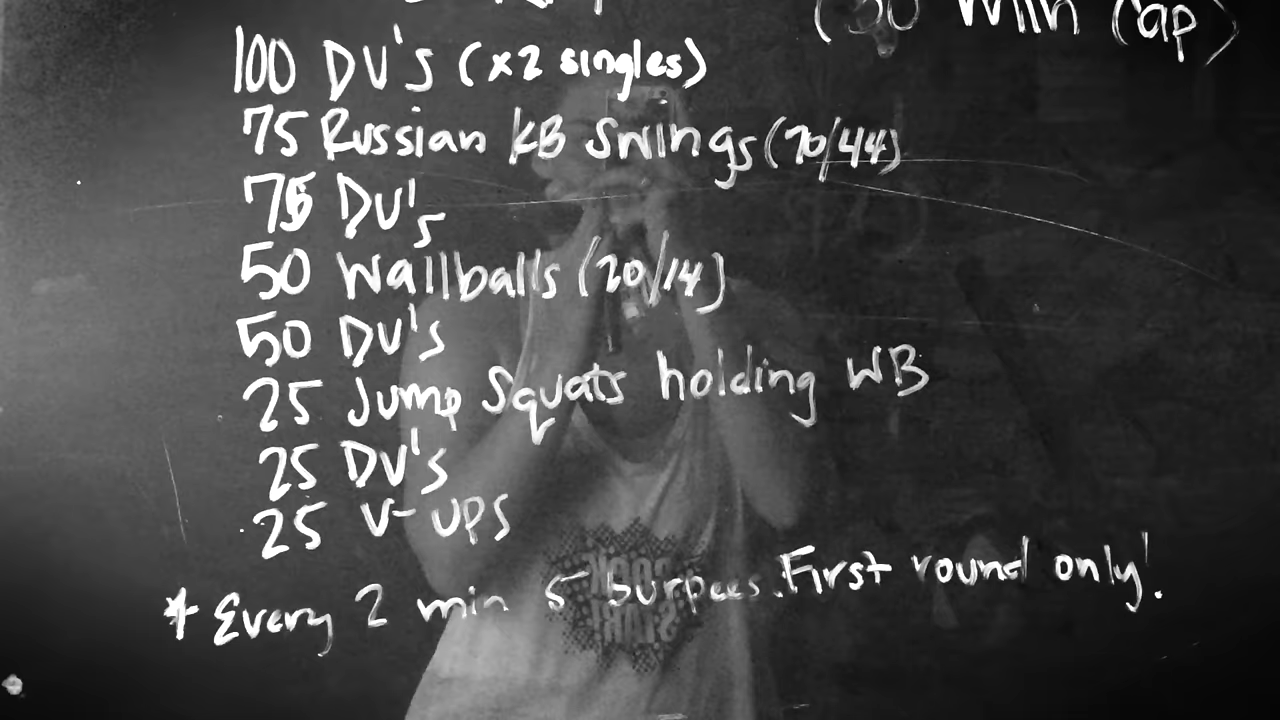 (30 min Cap)
100 DU's (x2 singles)
75 Russian KB Swings (70/44)
75 DU's
50 Wallballs (20/14)
50 DU's
25 Jump Squats holding WB
25 DU's
25 V-UPS
* Every 2 min 5 burpees. First round only!